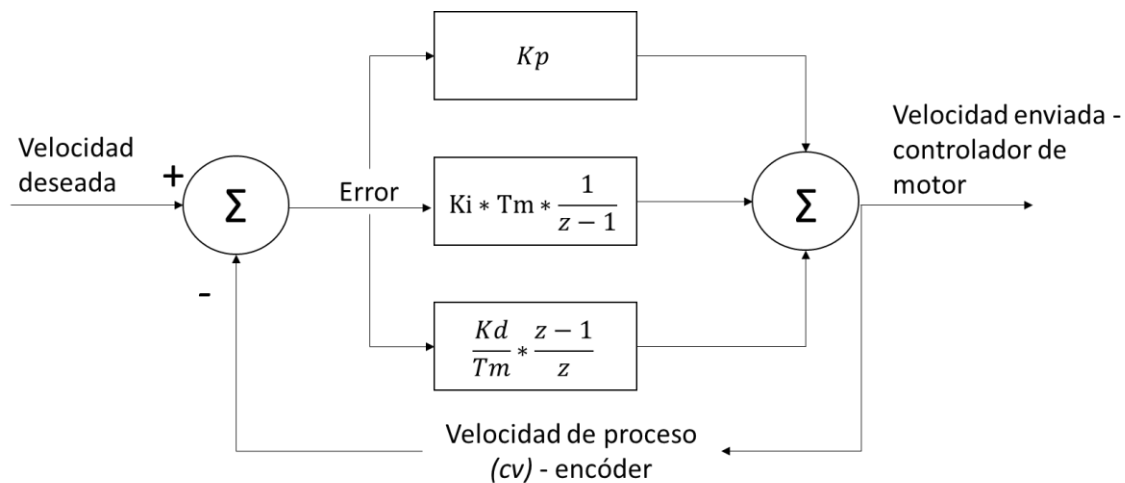 Velocidad
deseada
+
Σ
-
Error
Kp
Ki ∗ Tm ∗ 1/(z − 1)
Kd/Tm ∗ (z − 1)/z
Σ
Velocidad enviada -
controlador de
motor
Velocidad de proceso
(cv) - encóder